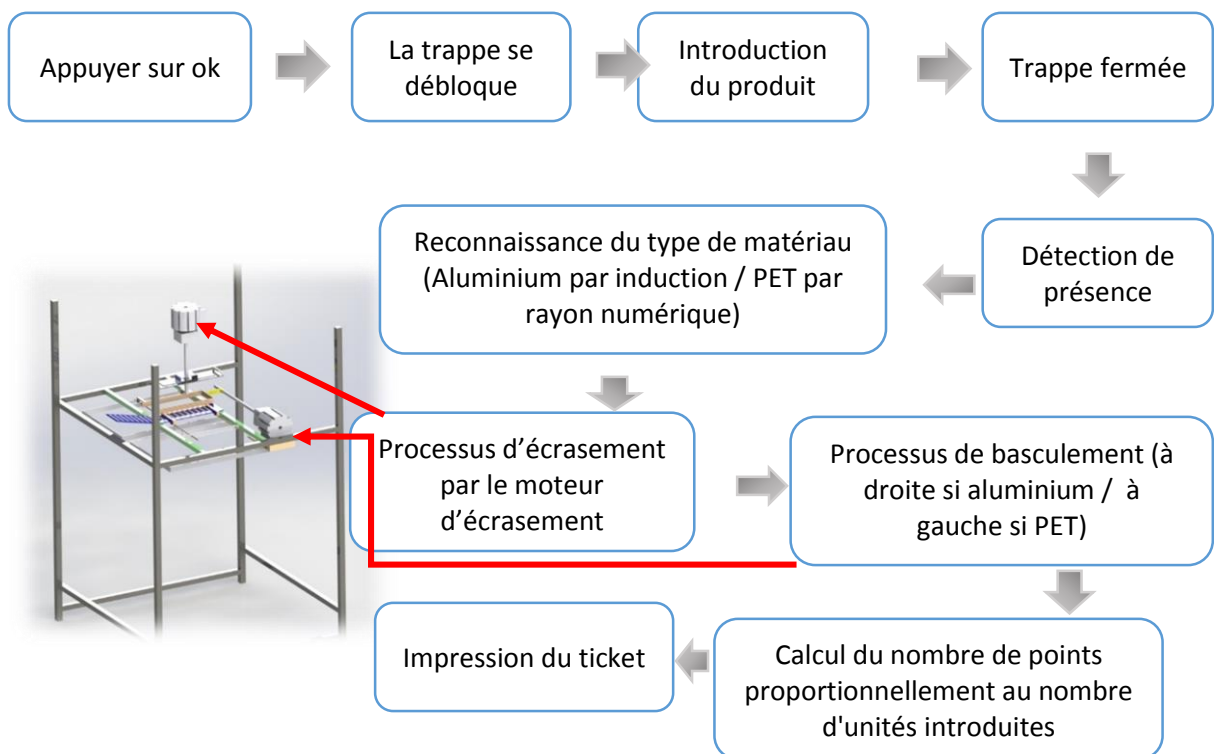 Appuyer sur ok
La trappe se
débloque
Introduction
du produit
Trappe fermée
Détection de
présence
Reconnaissance du type de matériau
(Aluminium par induction / PET par
rayon numérique)
Processus d’écrasement
par le moteur
d’écrasement
Processus de basculement (à
droite si aluminium / à
gauche si PET)
Calcul du nombre de points
proportionnellement au nombre
d'unités introduites
Impression du ticket